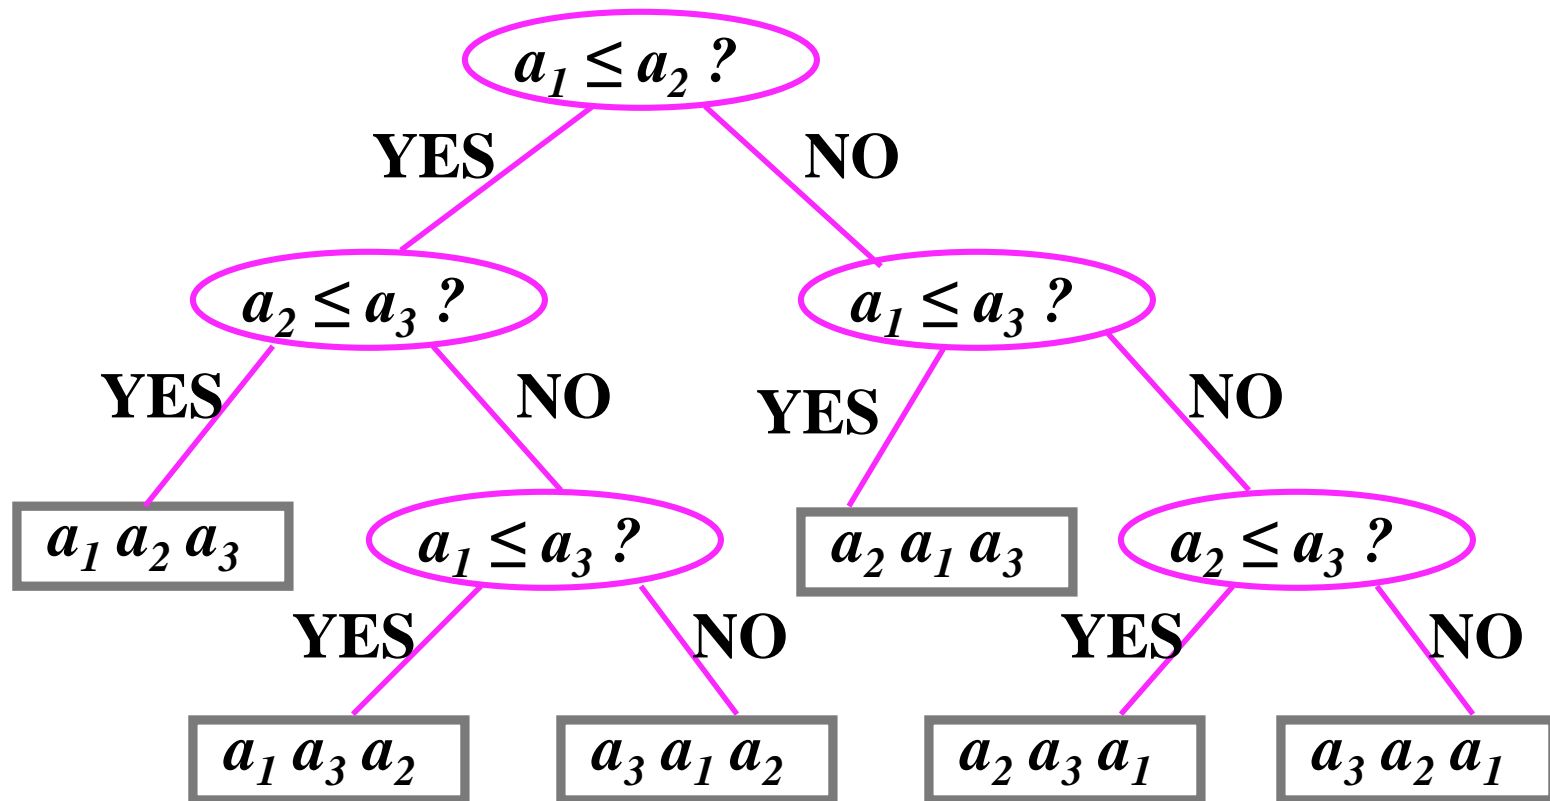 a₁ ≤ a₂ ?
YES NO
a₂ ≤ a₃ ? a₁ ≤ a₃ ?
YES NO YES NO
a₁ a₂ a₃ a₁ ≤ a₃ ? a₂ a₁ a₃ a₂ ≤ a₃ ?
YES NO YES NO
a₁ a₃ a₂ a₃ a₁ a₂ a₂ a₃ a₁ a₃ a₂ a₁